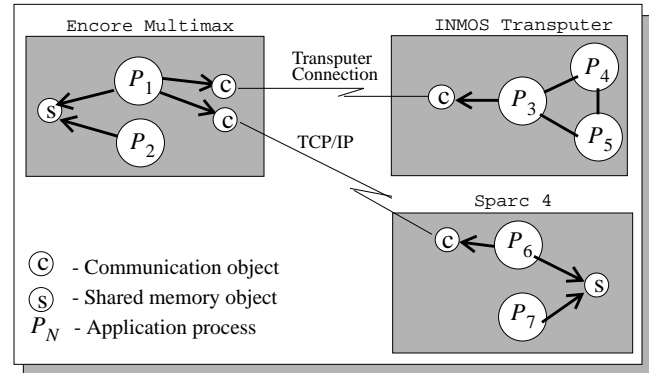 Encore Multimax
INMOS Transputer
P1
c
c
s
P2
Transputer
Connection
c
P3
P4
P5
TCP/IP
Sparc 4
c
P6
s
P7
c - Communication object
s - Shared memory object
PN - Application process